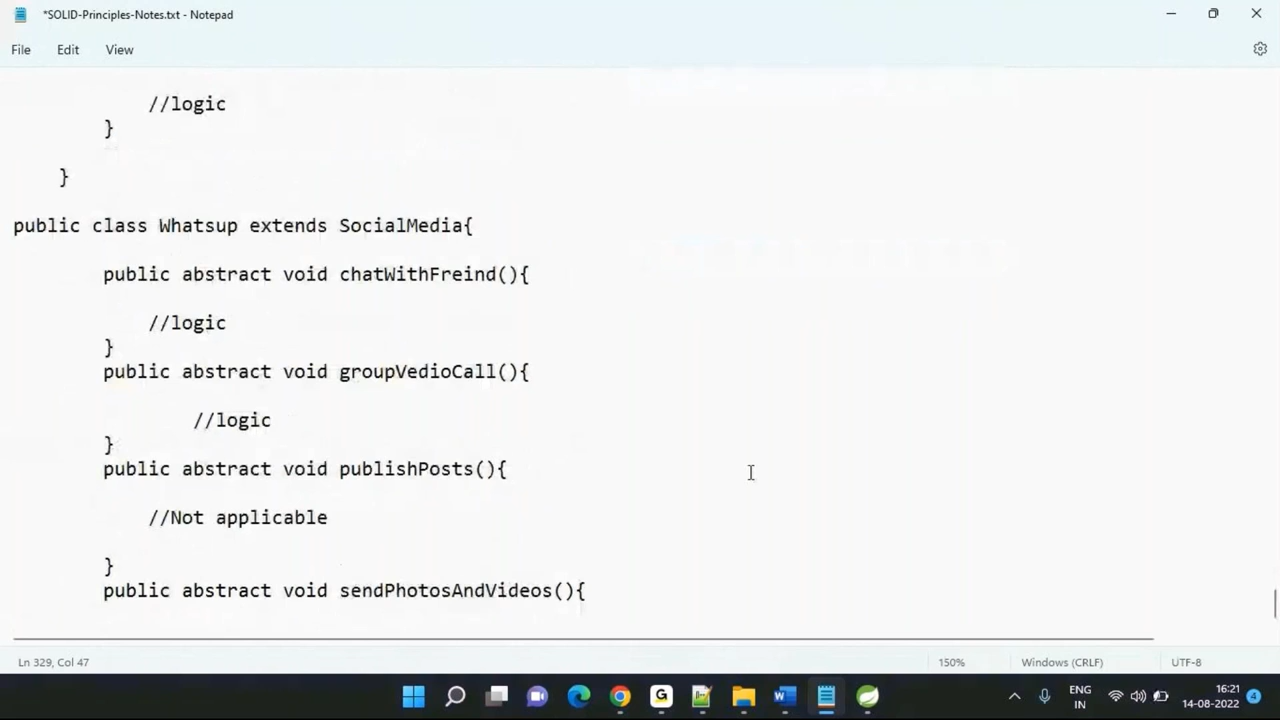 *SOLID-Principles-Notes.txt - Notepad
File Edit View
//logic
}
}
public class Whatsup extends SocialMedia{
public abstract void chatWithFreind(){
//logic
}
public abstract void groupVedioCall(){
//logic
}
public abstract void publishPosts(){
//Not applicable
}
public abstract void sendPhotosAndVideos(){
Ln 329, Col 47 150% Windows (CRLF) UTF-8
ENG 16:21
IN 14-08-2022 4